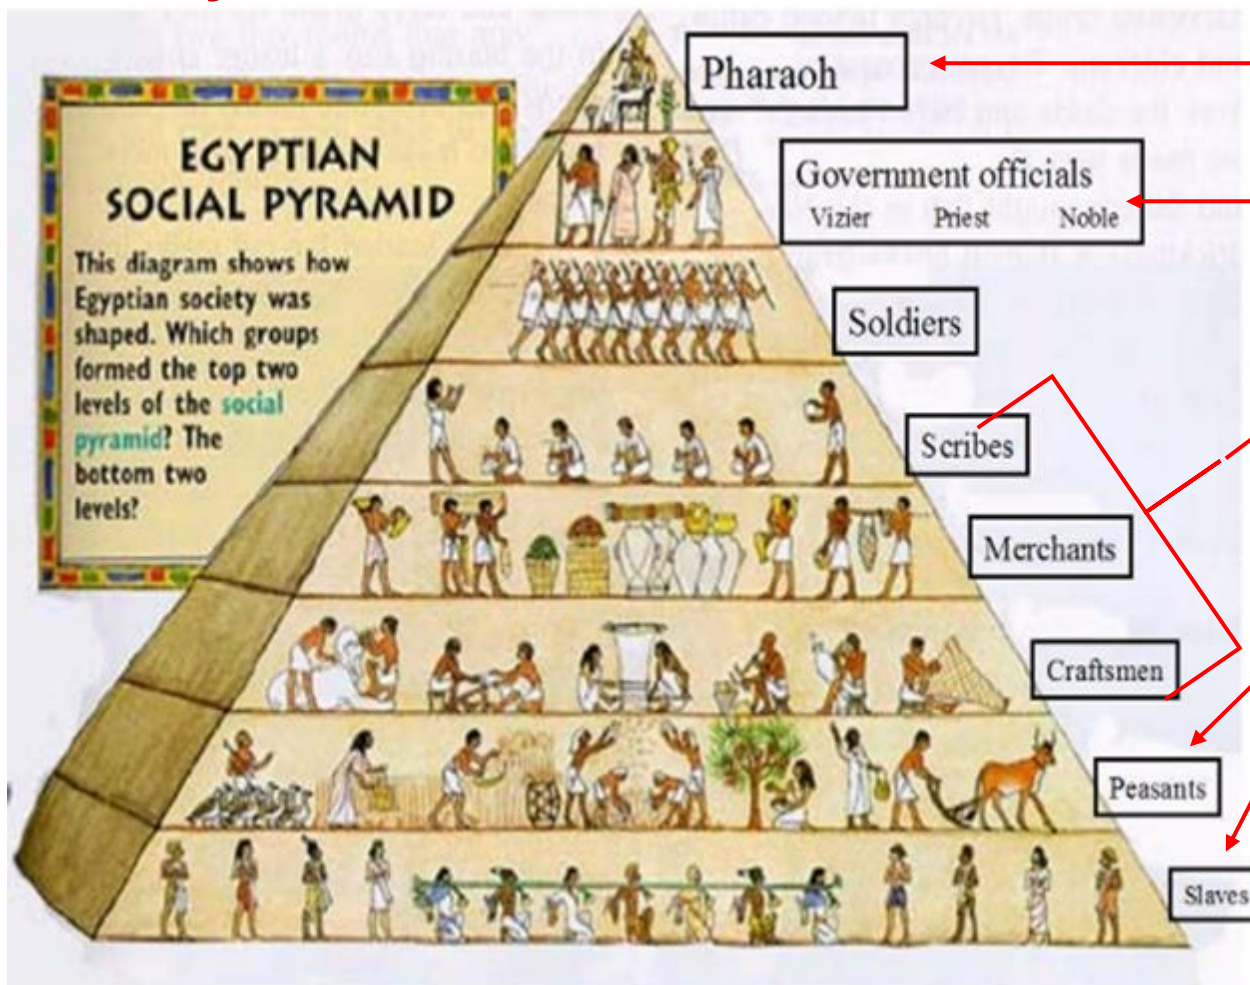 EGYPTIAN
SOCIAL PYRAMID
This diagram shows how
Egyptian society was
shaped. Which groups
formed the top two
levels of the social
pyramid? The
bottom two
levels?
Pharaoh
Government officials
Vizier Priest Noble
Soldiers
Scribes
Merchants
Craftsmen
Peasants
Slaves